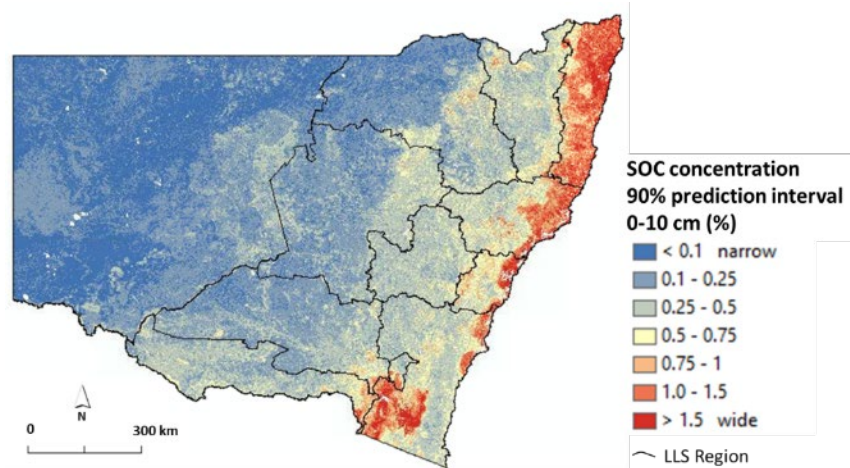 SOC concentration
90% prediction interval
0-10 cm (%)
< 0.1 narrow
0.1 - 0.25
0.25 - 0.5
0.5 - 0.75
0.75 - 1
1.0 - 1.5
> 1.5 wide
LLS Region
N
0 300 km